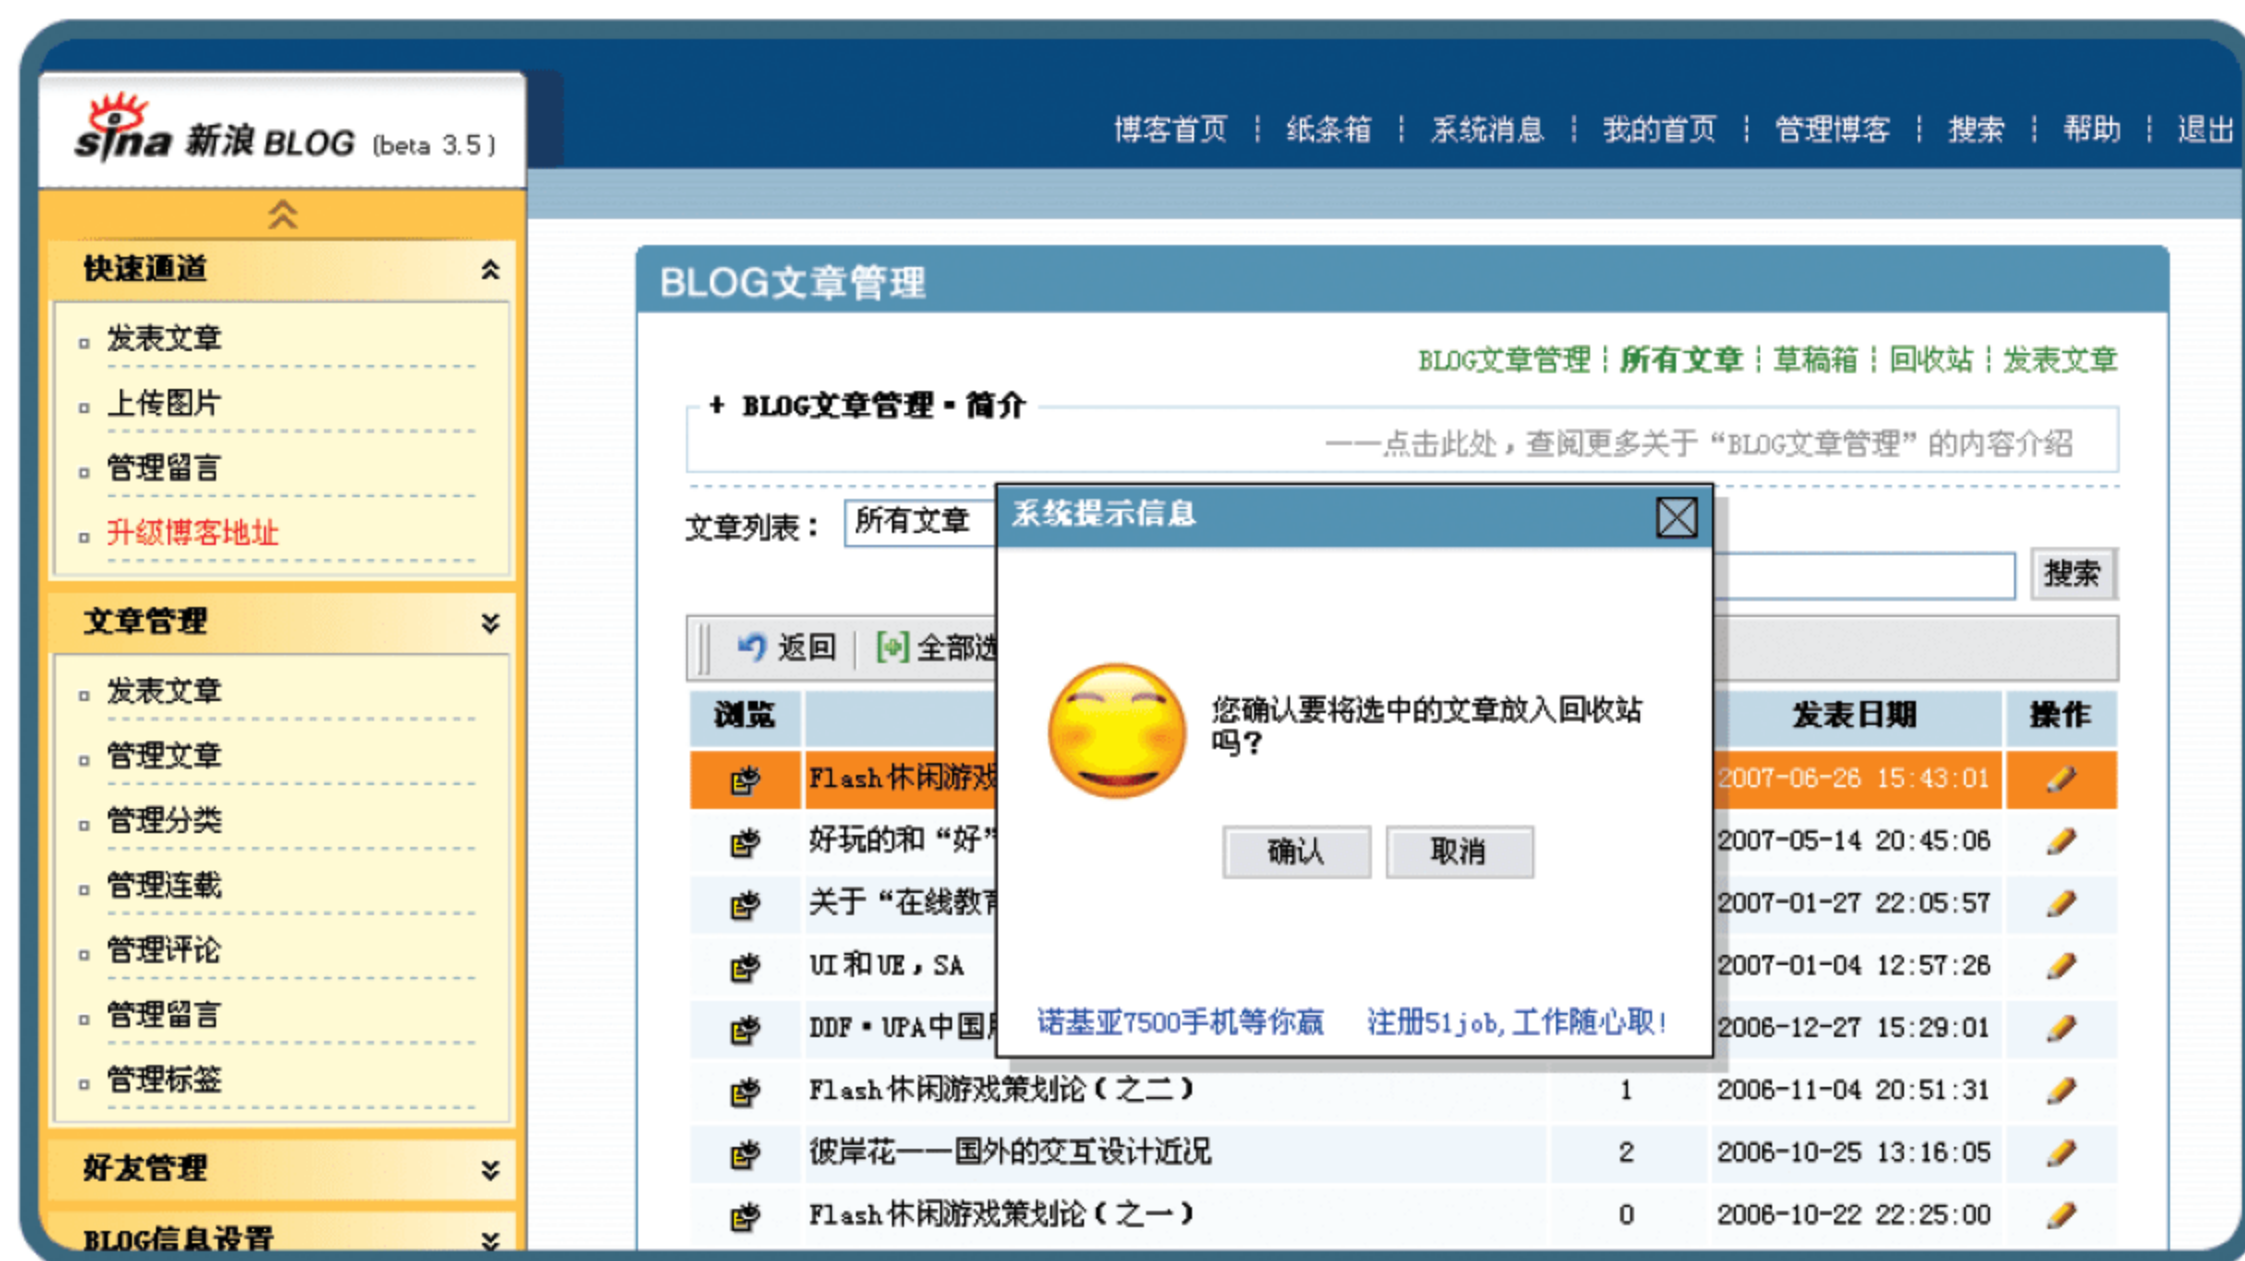 sina 新浪 BLOG (beta 3.5)
博客首页 ┆ 纸条箱 ┆ 系统消息 ┆ 我的首页 ┆ 管理博客 ┆ 搜索 ┆ 帮助 ┆ 退出
快速通道
发表文章
上传图片
管理留言
升级博客地址
文章管理
发表文章
管理文章
管理分类
管理连载
管理评论
管理留言
管理标签
好友管理
BLOG信息设置
BLOG文章管理
BLOG文章管理┆所有文章┆草稿箱┆回收站┆发表文章
+ BLOG文章管理▪简介
——点击此处，查阅更多关于“BLOG文章管理”的内容介绍
文章列表： 所有文章
搜索
返回 [+]全部选
浏览 发表日期 操作
Flash休闲游戏 2007-06-26 15:43:01
好玩的和“好” 2007-05-14 20:45:06
关于“在线教育 2007-01-27 22:05:57
UI和UE，SA 2007-01-04 12:57:26
DDF▪UPA中国 2006-12-27 15:29:01
Flash休闲游戏策划论（之二） 1 2006-11-04 20:51:31
彼岸花——国外的交互设计近况 2 2006-10-25 13:16:05
Flash休闲游戏策划论（之一） 0 2006-10-22 22:25:00
系统提示信息
您确认要将选中的文章放入回收站
吗？
确认 取消
诺基亚7500手机等你赢 注册51job,工作随心取!